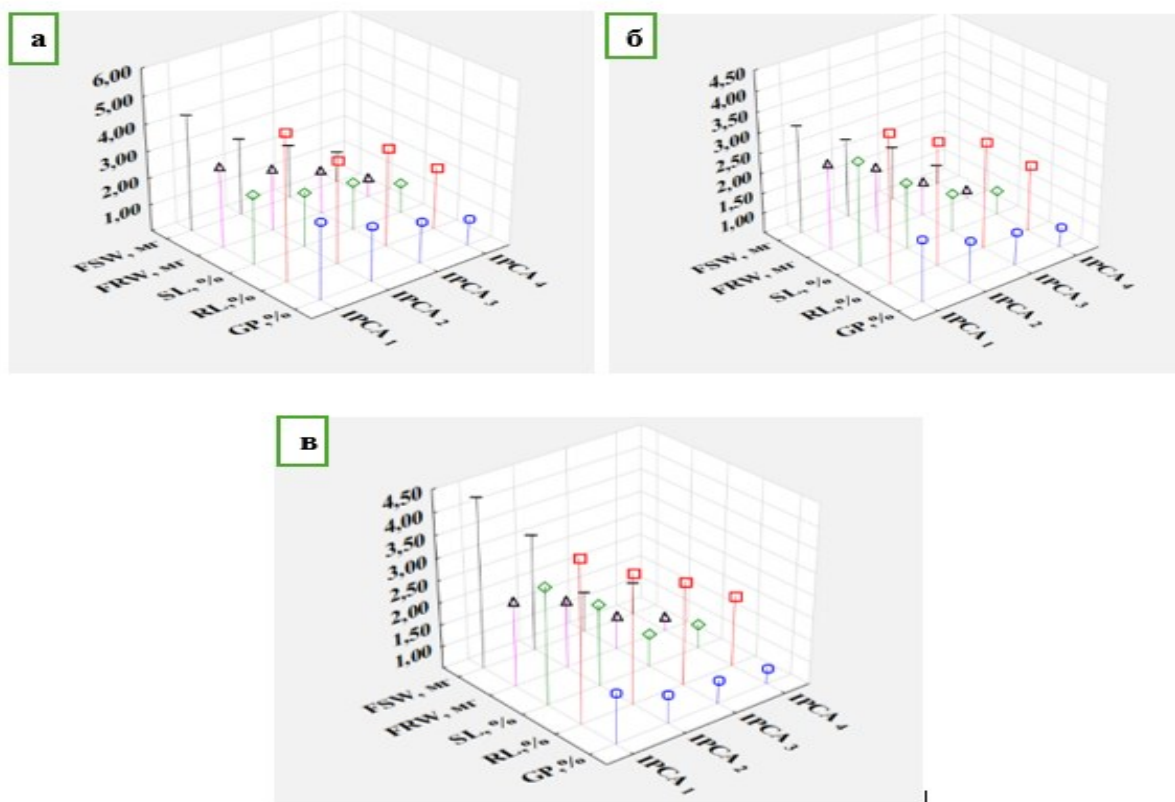 а
6,00
5,00
4,00
3,00
2,00
1,00
FSW, мг
FRW, мг
SL,%
RL,%
GP,%
IPCA 1
IPCA 2
IPCA 3
IPCA 4
б
4,50
4,00
3,50
3,00
2,50
2,00
1,50
1,00
FSW, мг
FRW, мг
SL,%
RL,%
GP,%
IPCA 1
IPCA 2
IPCA 3
IPCA 4
в
4,50
4,00
3,50
3,00
2,50
2,00
1,50
1,00
FSW, мг
FRW, мг
SL,%
RL,%
GP,%
IPCA 1
IPCA 2
IPCA 3
IPCA 4